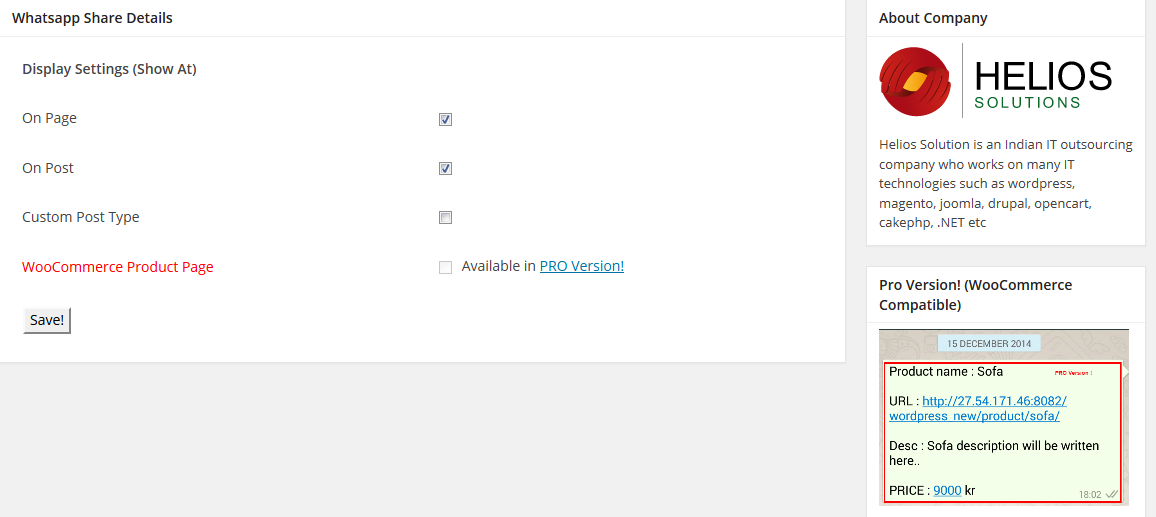 Whatsapp Share Details
Display Settings (Show At)
On Page
On Post
Custom Post Type
WooCommerce Product Page
Available in PRO Version!
Save!
About Company
HELIOS
SOLUTIONS
Helios Solution is an Indian IT outsourcing
company who works on many IT
technologies such as wordpress,
magento, joomla, drupal, opencart,
cakephp, .NET etc
Pro Version! (WooCommerce
Compatible)
15 DECEMBER 2014
Product name : Sofa
PRO Version !
URL : http://27.54.171.46:8082/
wordpress_new/product/sofa/
Desc : Sofa description will be written
here..
PRICE : 9000 kr
18:02